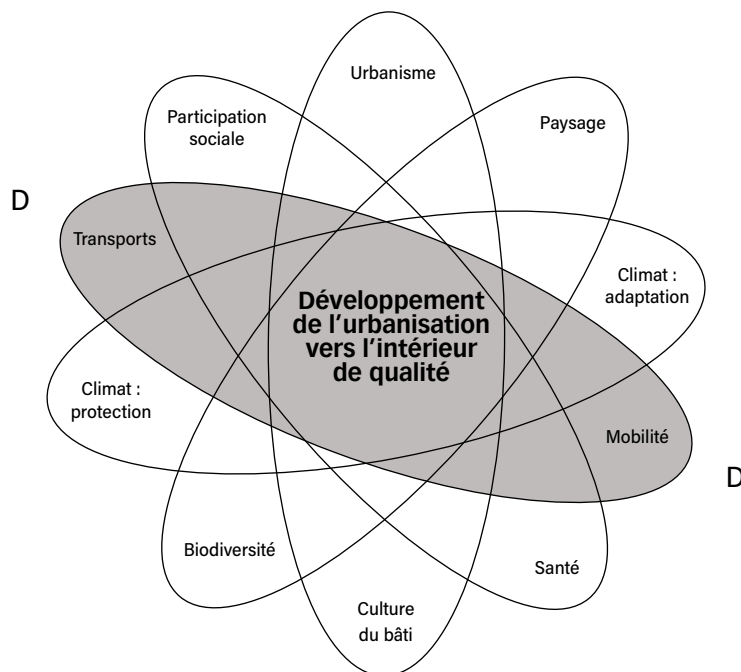 Urbanisme
Participation
sociale
Paysage
D
Transports
Climat :
adaptation
Développement
de l'urbanisation
vers l'intérieur
de qualité
Climat :
protection
Mobilité
D
Biodiversité
Santé
Culture
du bâti